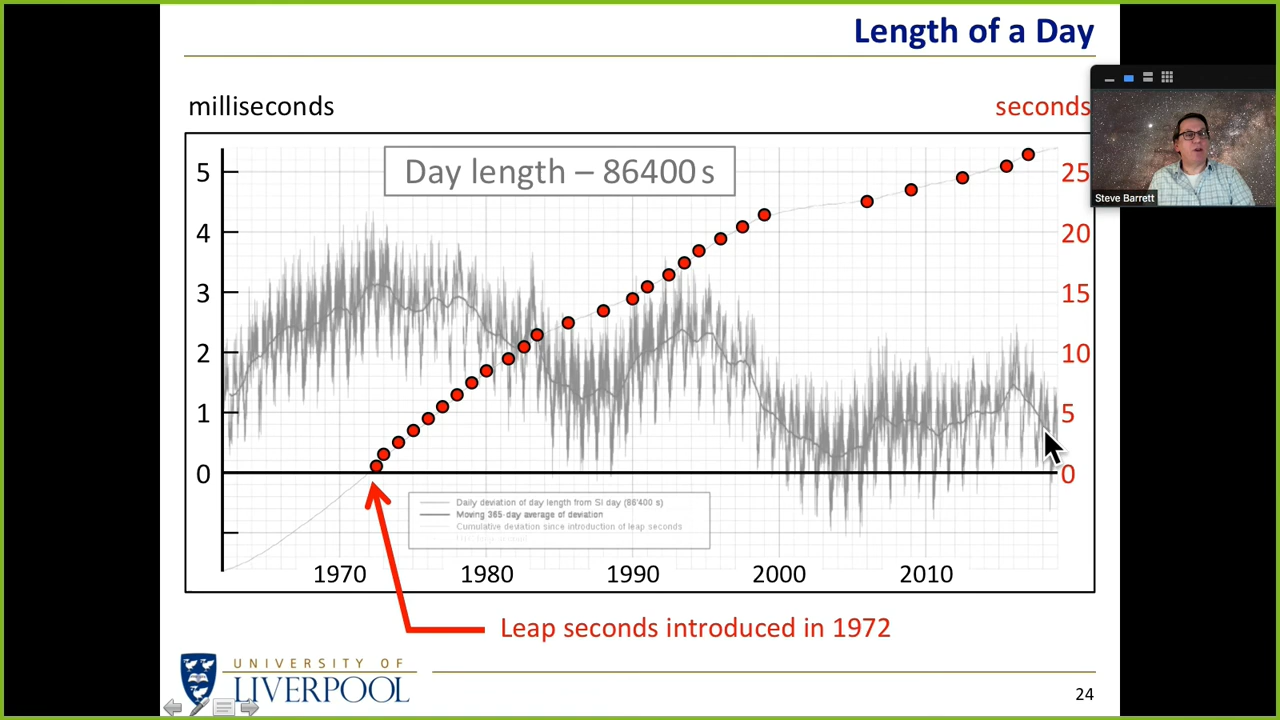 Length of a Day
milliseconds
seconds
Steve Barrett
Day length – 86400 s
5
4
3
2
1
0
25
20
15
10
5
0
Daily deviation of day length from SI day (86'400 s)
Moving 365-day average of deviation
Cumulative deviation since introduction of leap seconds
1970 1980 1990 2000 2010
Leap seconds introduced in 1972
UNIVERSITY OF
LIVERPOOL
24